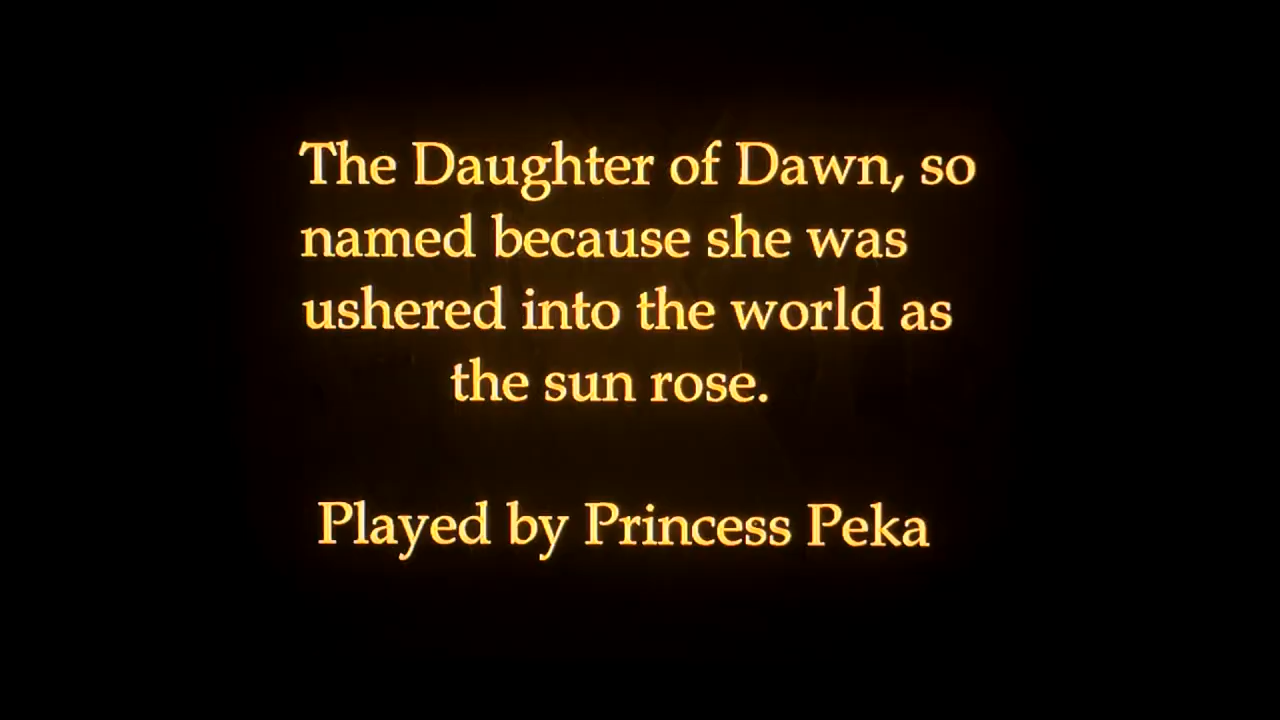 The Daughter of Dawn, so
named because she was
ushered into the world as
the sun rose.
Played by Princess Peka